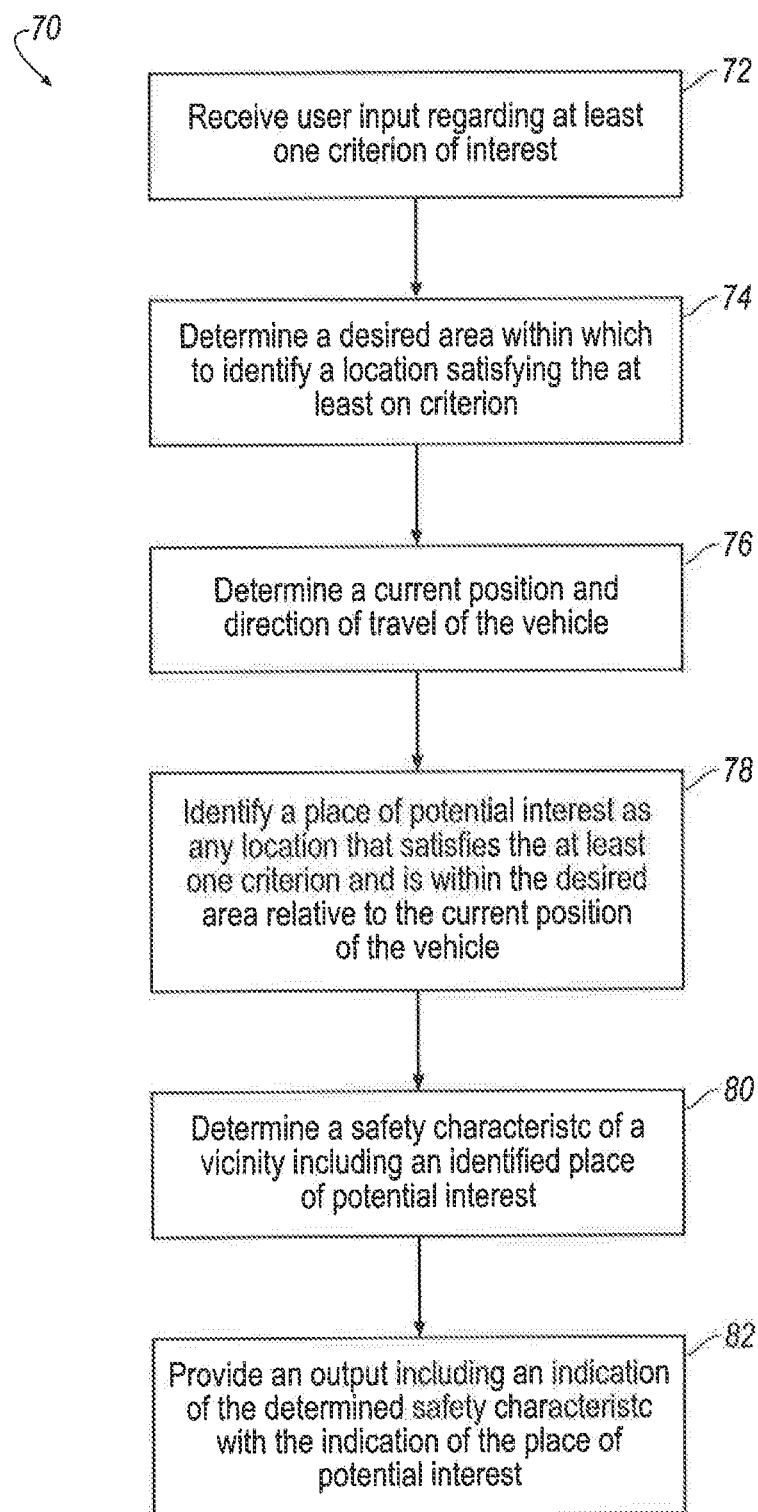 70
72
Receive user input regarding at least
one criterion of interest
74
Determine a desired area within which
to identify a location satisfying the at
least on criterion
76
Determine a current position and
direction of travel of the vehicle
78
Identify a place of potential interest as
any location that satisfies the at least
one criterion and is within the desired
area relative to the current position
of the vehicle
80
Determine a safety characteristc of a
vicinity including an identified place
of potential interest
82
Provide an output including an indication
of the determined safety characteristc
with the indication of the place of
potential interest